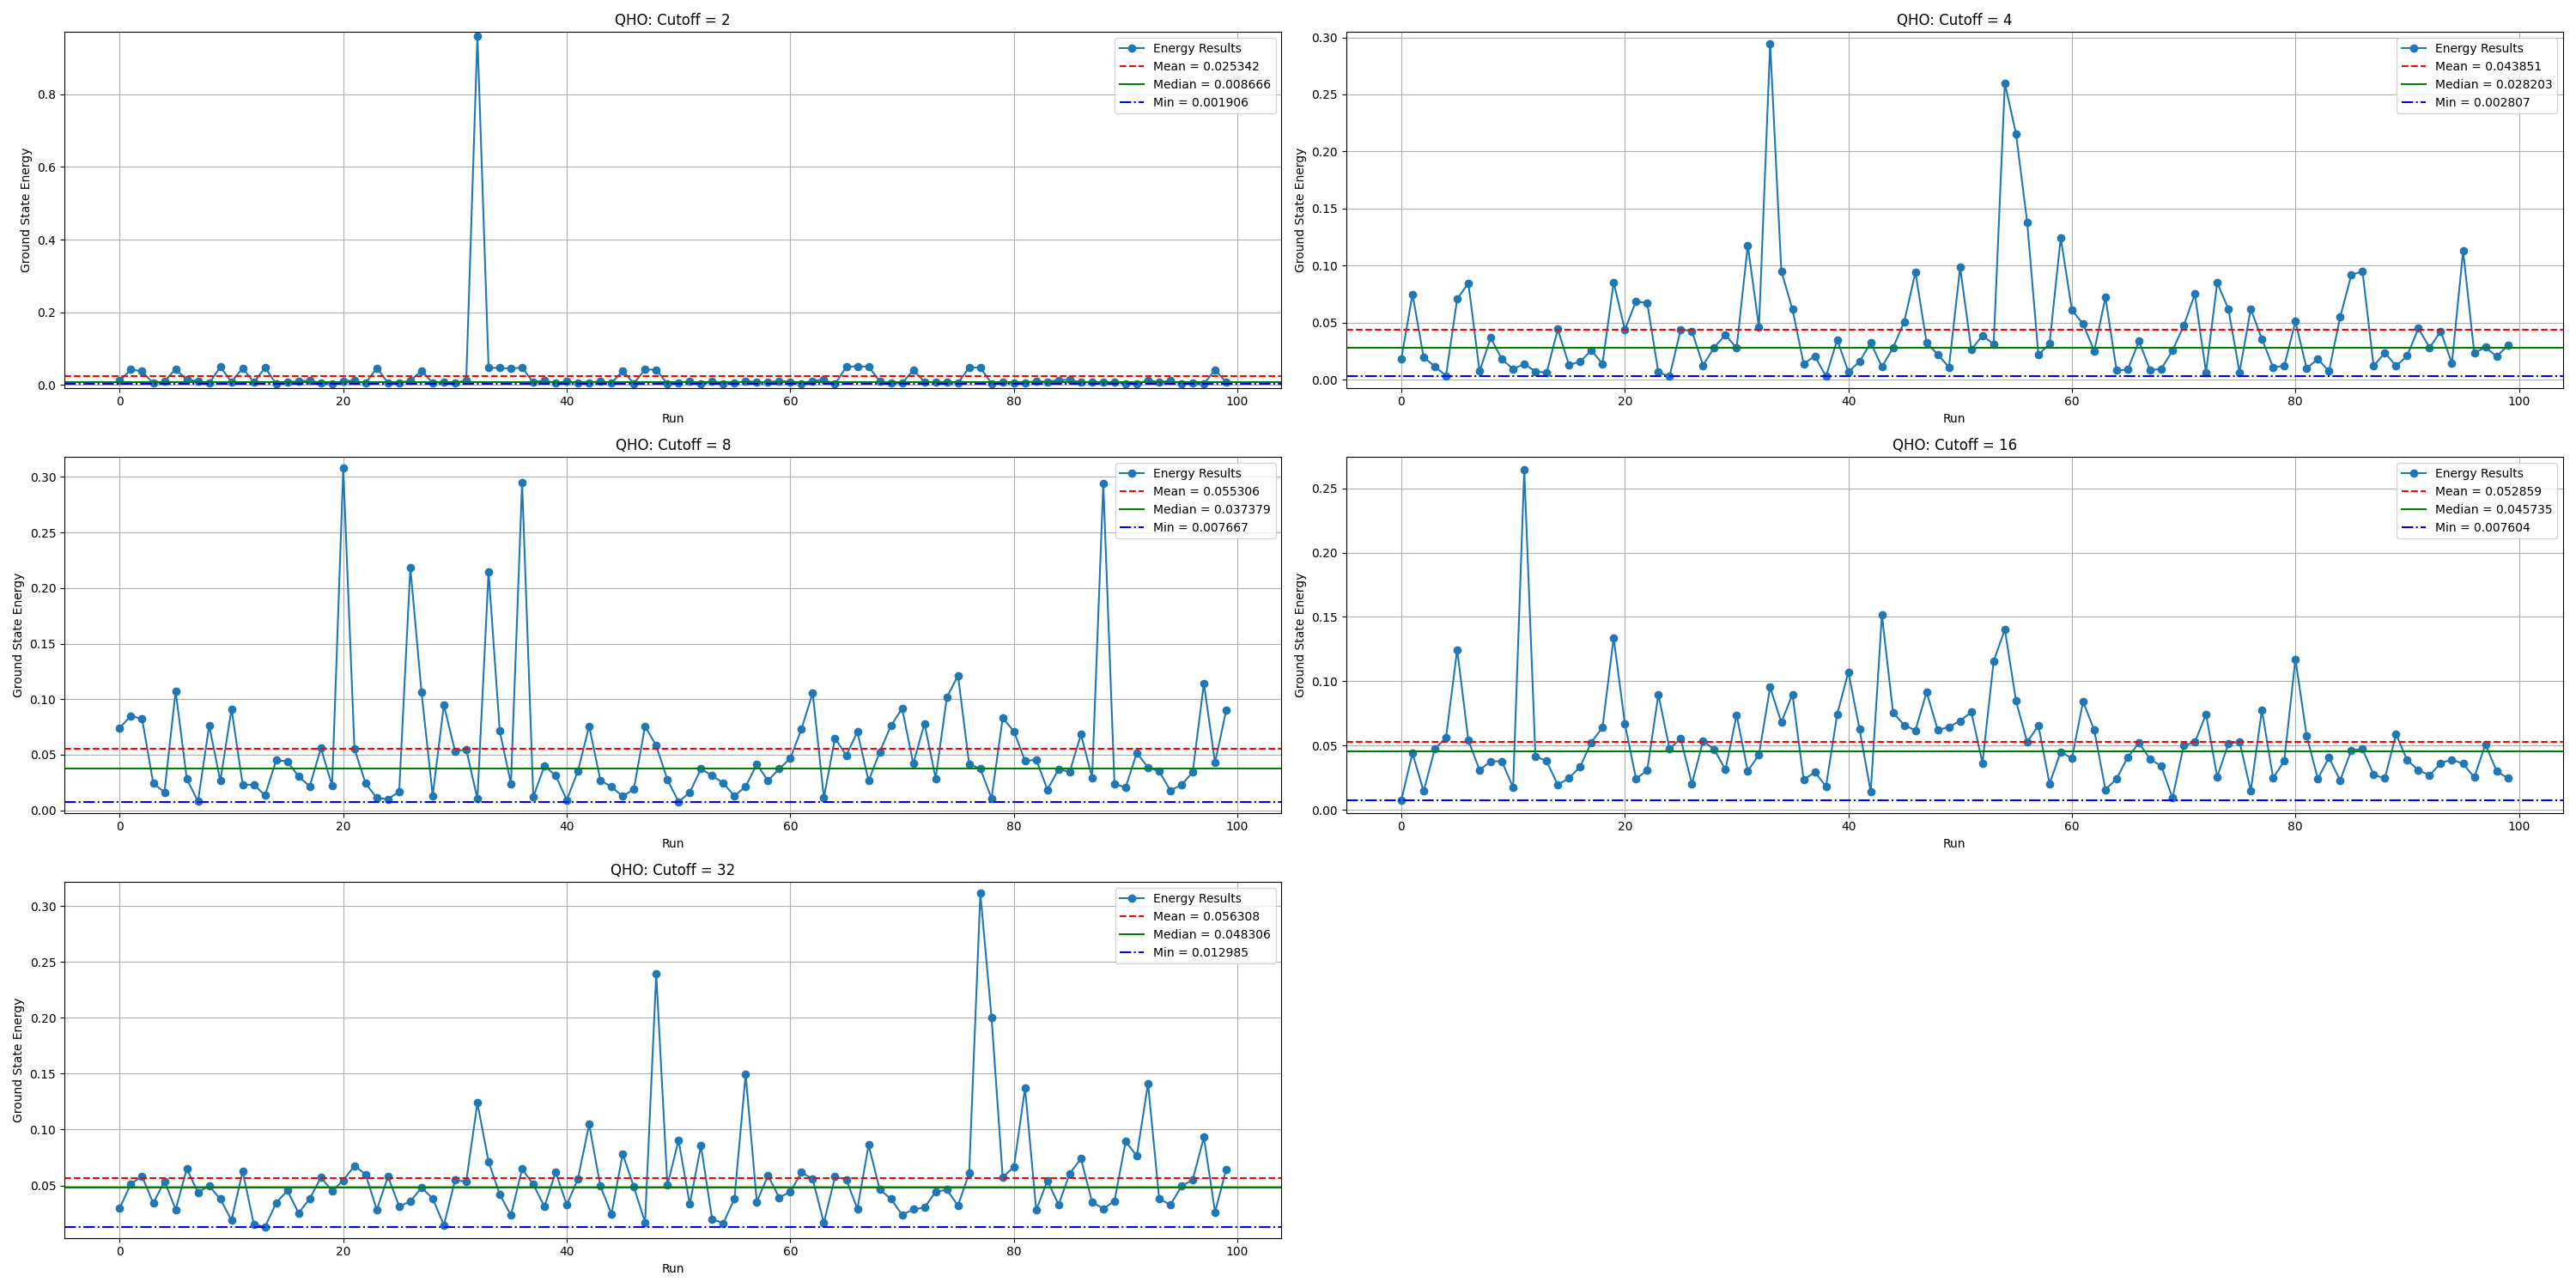 QHO: Cutoff = 2
Ground State Energy
0.8
0.6
0.4
0.2
0.0
Energy Results
Mean = 0.025342
Median = 0.008666
Min = 0.001906
0 20 40 60 80 100
Run
QHO: Cutoff = 4
Ground State Energy
0.30
0.25
0.20
0.15
0.10
0.05
0.00
Energy Results
Mean = 0.043851
Median = 0.028203
Min = 0.002807
0 20 40 60 80 100
Run
QHO: Cutoff = 8
Ground State Energy
0.30
0.25
0.20
0.15
0.10
0.05
0.00
Energy Results
Mean = 0.055306
Median = 0.037379
Min = 0.007667
0 20 40 60 80 100
Run
QHO: Cutoff = 16
Ground State Energy
0.25
0.20
0.15
0.10
0.05
0.00
Energy Results
Mean = 0.052859
Median = 0.045735
Min = 0.007604
0 20 40 60 80 100
Run
QHO: Cutoff = 32
Ground State Energy
0.30
0.25
0.20
0.15
0.10
0.05
Energy Results
Mean = 0.056308
Median = 0.048306
Min = 0.012985
0 20 40 60 80 100
Run